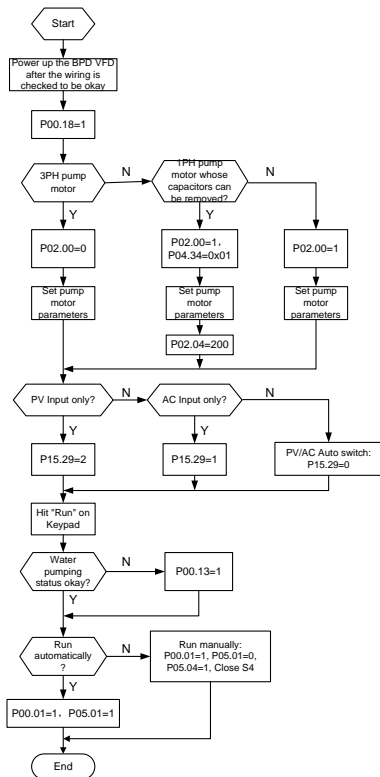 Start
Power up the BPD VFD
after the wiring is
checked to be okay
P00.18=1
3PH pump
motor
N
1PH pump
motor whose
capacitors can
be removed?
N
Y
Y
P02.00=0
P02.00=1，
P04.34=0x01
P02.00=1
Set pump
motor
parameters
Set pump
motor
parameters
Set pump
motor
parameters
P02.04=200
PV Input only?
N
AC Input only?
N
Y
Y
P15.29=2
P15.29=1
PV/AC Auto switch:
P15.29=0
Hit "Run" on
Keypad
Water
pumping
status okay?
N
P00.13=1
Y
Run
automatically
?
N
Run manually:
P00.01=1, P05.01=0,
P05.04=1, Close S4
Y
P00.01=1，P05.01=1
End